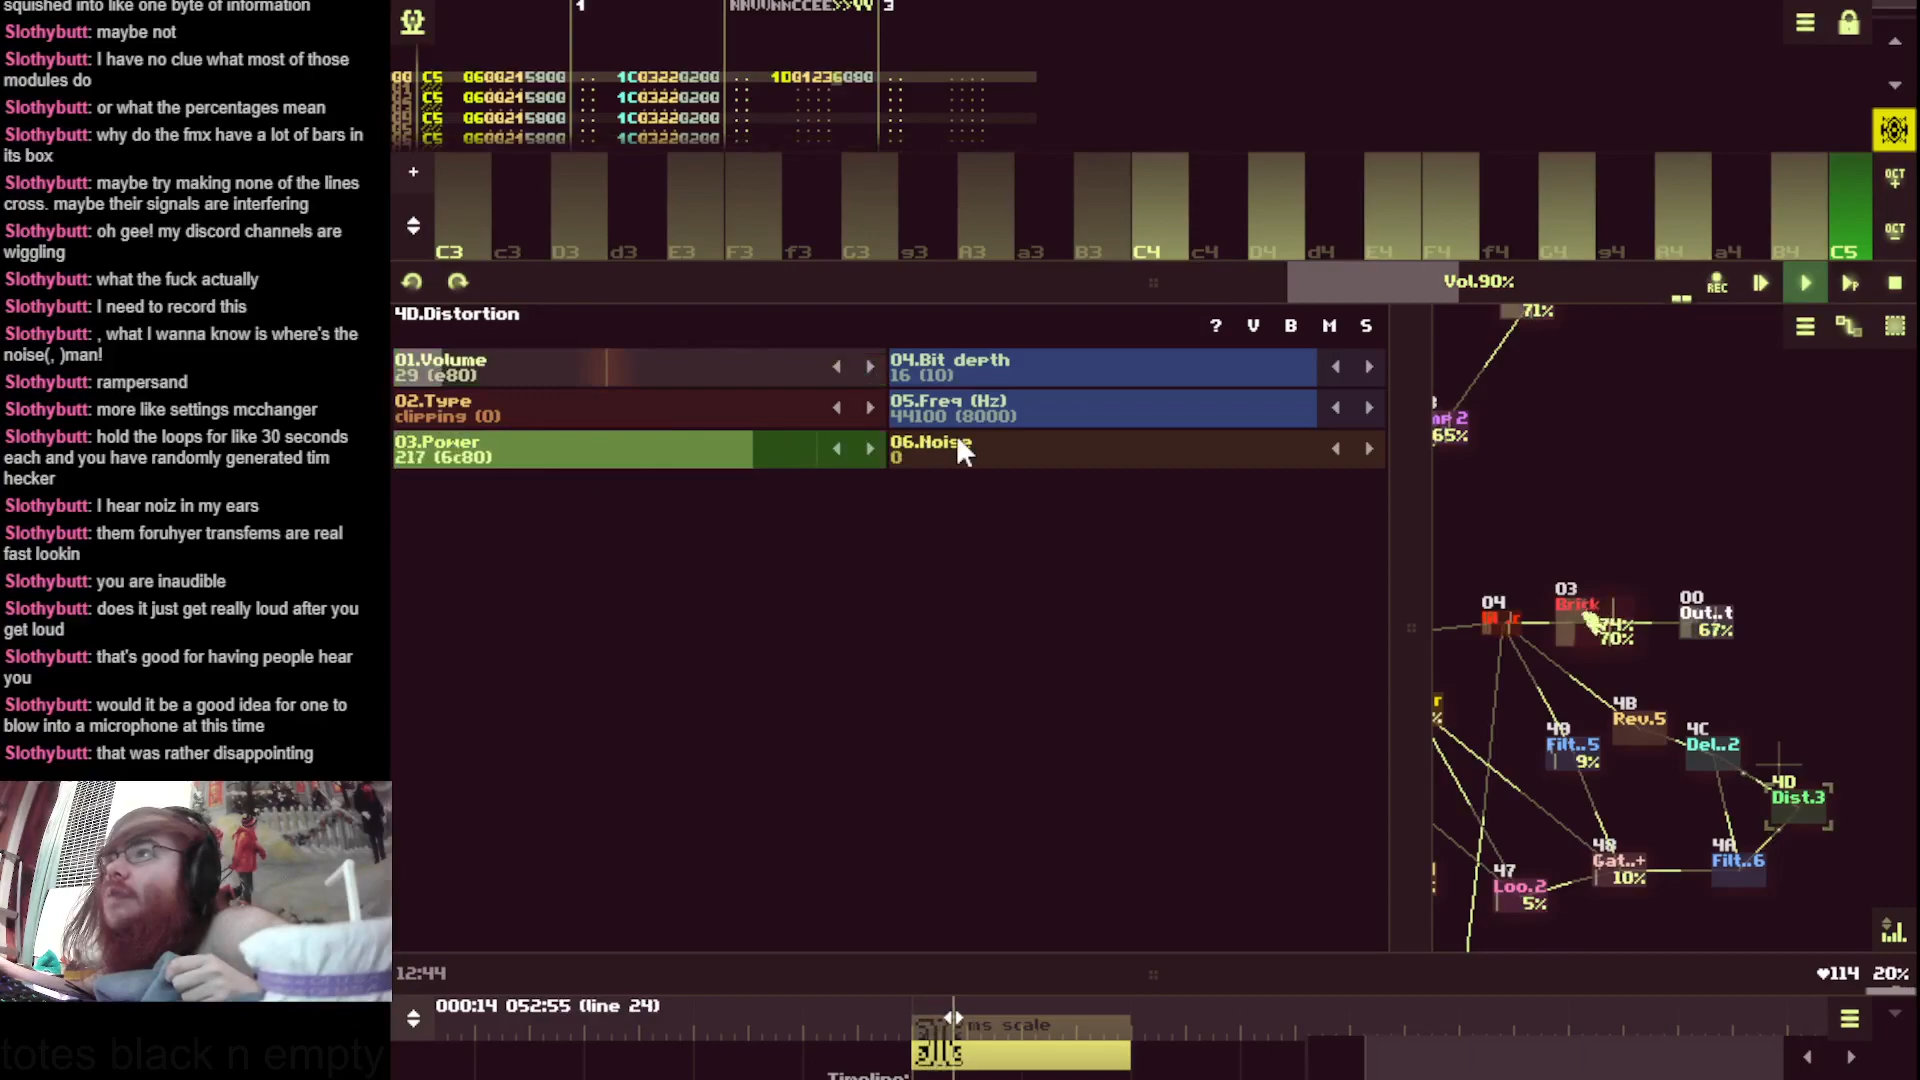 squished into like one byte of information
Slothybutt: maybe not
Slothybutt: I have no clue what most of those
modules do
Slothybutt: or what the percentages mean
Slothybutt: why do the fmx have a lot of bars in
its box
Slothybutt: maybe try making none of the lines
cross. maybe their signals are interfering
Slothybutt: oh gee! my discord channels are
wiggling
Slothybutt: what the fuck actually
Slothybutt: I need to record this
Slothybutt: , what I wanna know is where's the
noise(, )man!
Slothybutt: rampersand
Slothybutt: more like settings mcchanger
Slothybutt: hold the loops for like 30 seconds
each and you have randomly generated tim
hecker
Slothybutt: I hear noiz in my ears
Slothybutt: them foruhyer transfems are real
fast lookin
Slothybutt: you are inaudible
Slothybutt: does it just get really loud after you
get loud
Slothybutt: that's good for having people hear
you
Slothybutt: would it be a good idea for one to
blow into a microphone at this time
Slothybutt: that was rather disappointing
totes black n empty
1
3
C5 0600215800 1C03220200 1D01236080
C5 0600215800 1C03220200
C5 0600215800 1C03220200
C5 0600215800 1C03220200
OCT
+
OCT
-
C3 c3 D3 d3 E3 F3 f3 G3 g3 A3 a3 B3 C4 c4 D4 d4 E4 F4 f4 G4 g4 A4 a4 B4 C5
Vol.90%
REC
4D.Distortion
? V B M S
01.Volume
29 (e80)
04.Bit depth
16 (10)
02.Type
clipping (0)
05.Freq (Hz)
44100 (8000)
03.Power
217 (6c80)
06.Noise
0
71%
65%
04
03
Brick
74%
70%
00
Out..t
67%
4B
Rev.5
49
Filt..5
9%
4C
Del..2
4D
Dist.3
48
Gat..+
10%
4A
Filt..6
47
Loo.2
5%
12:44
♥114 20%
000:14 052:55 (line 24)
ms scale
Timeline: